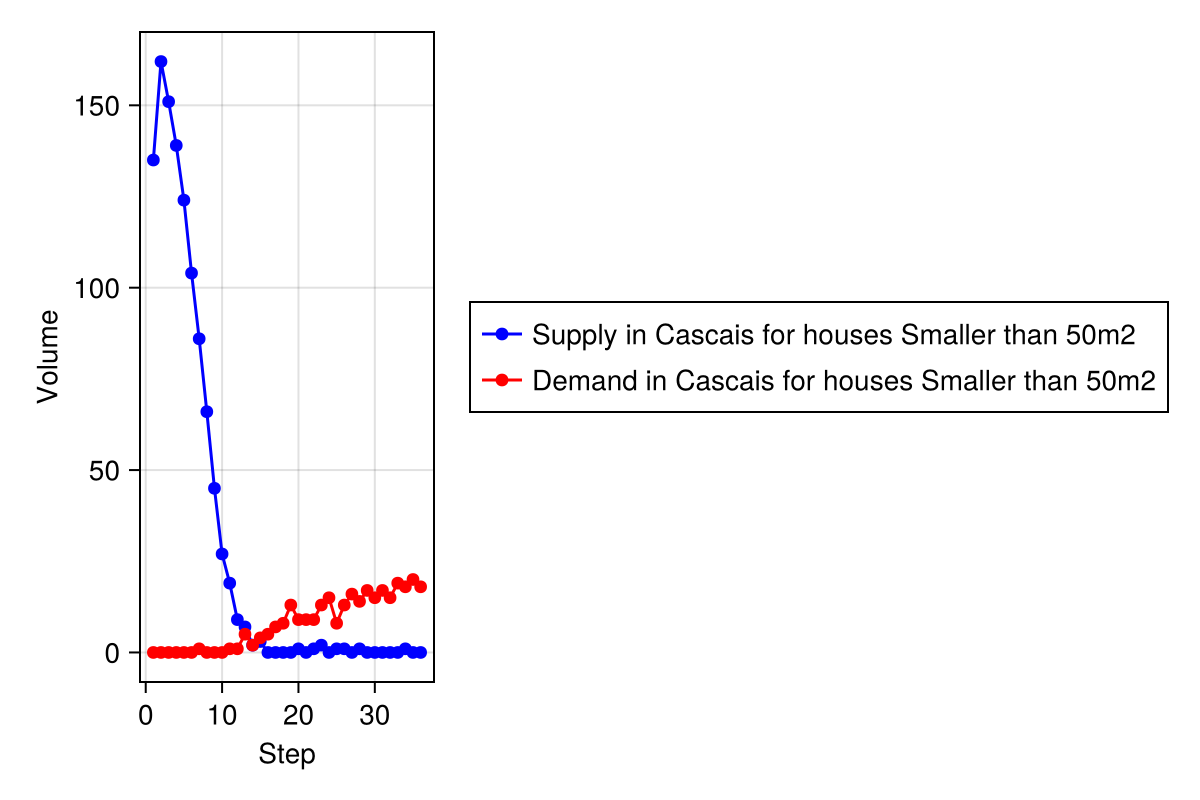 150
100
50
0
Volume
0 10 20 30
Step
Supply in Cascais for houses Smaller than 50m2
Demand in Cascais for houses Smaller than 50m2